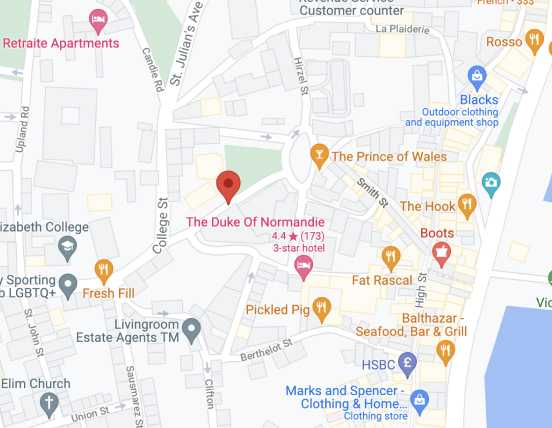 French - $$$
Customer counter
La Plaiderie
Retraite Apartments
Candie Rd
St. Julian's Ave
Hirzel St
Rosso
Blacks
Outdoor clothing
and equipment shop
Upland Rd
The Prince of Wales
Smith St
The Hook
College St
The Duke Of Normandie
4.4★(173)
3-star hotel
Boots
izabeth College
y Sporting
b LGBTQ+
Fresh Fill
Fat Rascal
High St
Pickled Pig
Livingroom
Estate Agents TM
Balthazar -
Seafood, Bar & Grill
St John St
Berthelot St
HSBC
Elim Church
Sausmarez St
Clifton
Marks and Spencer -
Clothing & Home...
Clothing store
Union St